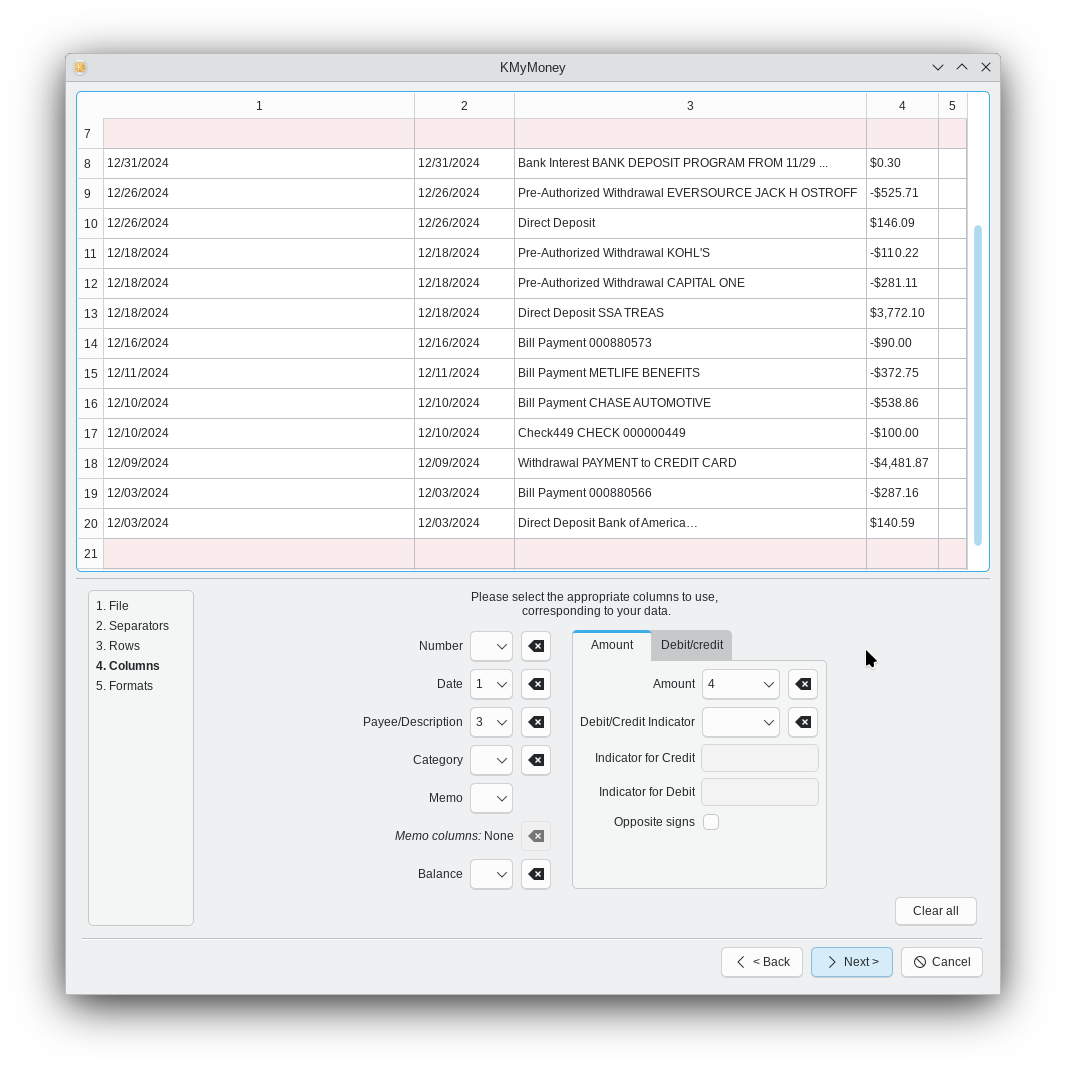 KMyMoney
1 2 3 4 5
7
8 12/31/2024 12/31/2024 Bank Interest BANK DEPOSIT PROGRAM FROM 11/29 ... $0.30
9 12/26/2024 12/26/2024 Pre-Authorized Withdrawal EVERSOURCE JACK H OSTROFF -$525.71
10 12/26/2024 12/26/2024 Direct Deposit $146.09
11 12/18/2024 12/18/2024 Pre-Authorized Withdrawal KOHL'S -$110.22
12 12/18/2024 12/18/2024 Pre-Authorized Withdrawal CAPITAL ONE -$281.11
13 12/18/2024 12/18/2024 Direct Deposit SSA TREAS $3,772.10
14 12/16/2024 12/16/2024 Bill Payment 000880573 -$90.00
15 12/11/2024 12/11/2024 Bill Payment METLIFE BENEFITS -$372.75
16 12/10/2024 12/10/2024 Bill Payment CHASE AUTOMOTIVE -$538.86
17 12/10/2024 12/10/2024 Check449 CHECK 000000449 -$100.00
18 12/09/2024 12/09/2024 Withdrawal PAYMENT to CREDIT CARD -$4,481.87
19 12/03/2024 12/03/2024 Bill Payment 000880566 -$287.16
20 12/03/2024 12/03/2024 Direct Deposit Bank of America… $140.59
21
1. File
2. Separators
3. Rows
4. Columns
5. Formats
Please select the appropriate columns to use,
corresponding to your data.
Number
Date 1
Payee/Description 3
Category
Memo
Memo columns: None
Balance
Amount Debit/credit
Amount 4
Debit/Credit Indicator
Indicator for Credit
Indicator for Debit
Opposite signs
Clear all
< Back Next > Cancel